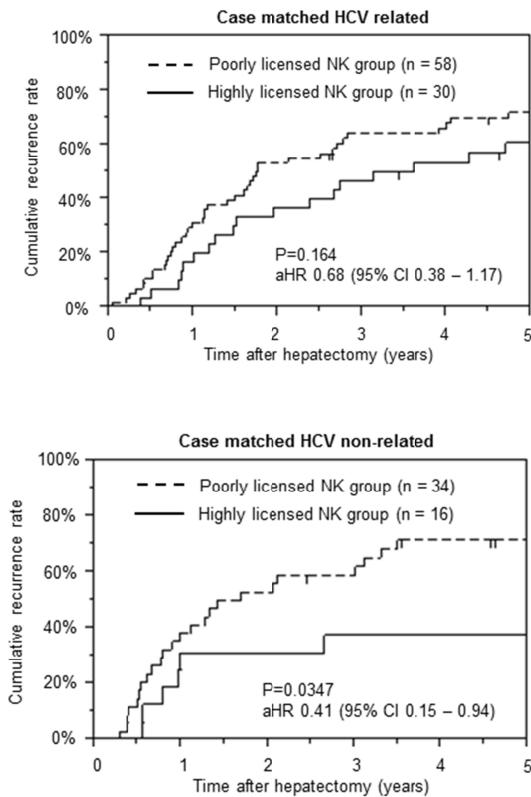 Case matched HCV related
100%
80%
60%
40%
20%
0%
Cumulative recurrence rate
Poorly licensed NK group (n = 58)
Highly licensed NK group (n = 30)
P=0.164
aHR 0.68 (95% CI 0.38 – 1.17)
0 1 2 3 4 5
Time after hepatectomy (years)
Case matched HCV non-related
100%
80%
60%
40%
20%
0%
Cumulative recurrence rate
Poorly licensed NK group (n = 34)
Highly licensed NK group (n = 16)
P=0.0347
aHR 0.41 (95% CI 0.15 – 0.94)
0 1 2 3 4 5
Time after hepatectomy (years)